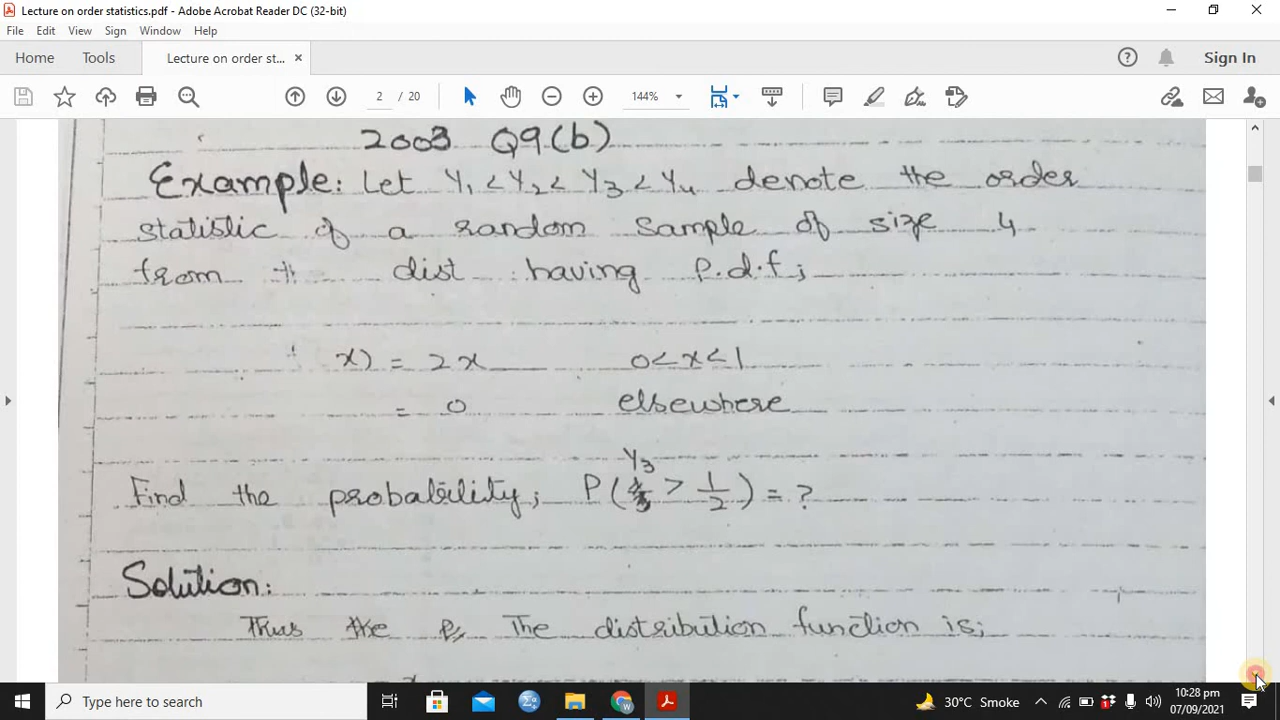 Lecture on order statistics.pdf - Adobe Acrobat Reader DC (32-bit)
File Edit View Sign Window Help
Home Tools Lecture on order st... × Sign In
2 / 20 144%
2003 Q9(b)
Example: Let Y₁ < Y₂ < Y₃ < Y₄ denote the order
statistic of a random sample of size 4
from dist having P.d.f;
x) = 2x 0<x<1
= 0 elsewhere
Y₃
Find the probability; P( > 1/2) = ?
Solution:
Thus the The distribution function is;
Type here to search 30°C Smoke 10:28 pm
07/09/2021